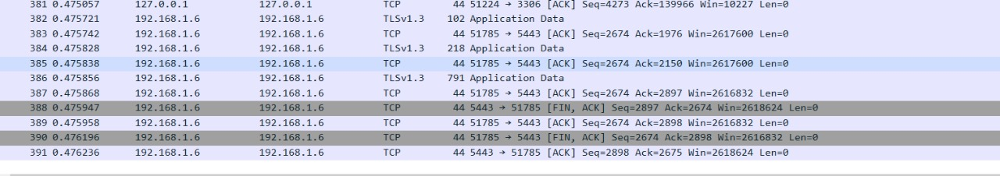 381 0.475057 127.0.0.1 127.0.0.1 TCP 44 51224 → 3306 [ACK] Seq=4273 Ack=139966 Win=10227 Len=0
382 0.475721 192.168.1.6 192.168.1.6 TLSv1.3 102 Application Data
383 0.475742 192.168.1.6 192.168.1.6 TCP 44 51785 → 5443 [ACK] Seq=2674 Ack=1976 Win=2617600 Len=0
384 0.475828 192.168.1.6 192.168.1.6 TLSv1.3 218 Application Data
385 0.475838 192.168.1.6 192.168.1.6 TCP 44 51785 → 5443 [ACK] Seq=2674 Ack=2150 Win=2617600 Len=0
386 0.475856 192.168.1.6 192.168.1.6 TLSv1.3 791 Application Data
387 0.475868 192.168.1.6 192.168.1.6 TCP 44 51785 → 5443 [ACK] Seq=2674 Ack=2897 Win=2616832 Len=0
388 0.475947 192.168.1.6 192.168.1.6 TCP 44 5443 → 51785 [FIN, ACK] Seq=2897 Ack=2674 Win=2618624 Len=0
389 0.475958 192.168.1.6 192.168.1.6 TCP 44 51785 → 5443 [ACK] Seq=2674 Ack=2898 Win=2616832 Len=0
390 0.476196 192.168.1.6 192.168.1.6 TCP 44 51785 → 5443 [FIN, ACK] Seq=2674 Ack=2898 Win=2616832 Len=0
391 0.476236 192.168.1.6 192.168.1.6 TCP 44 5443 → 51785 [ACK] Seq=2898 Ack=2675 Win=2618624 Len=0